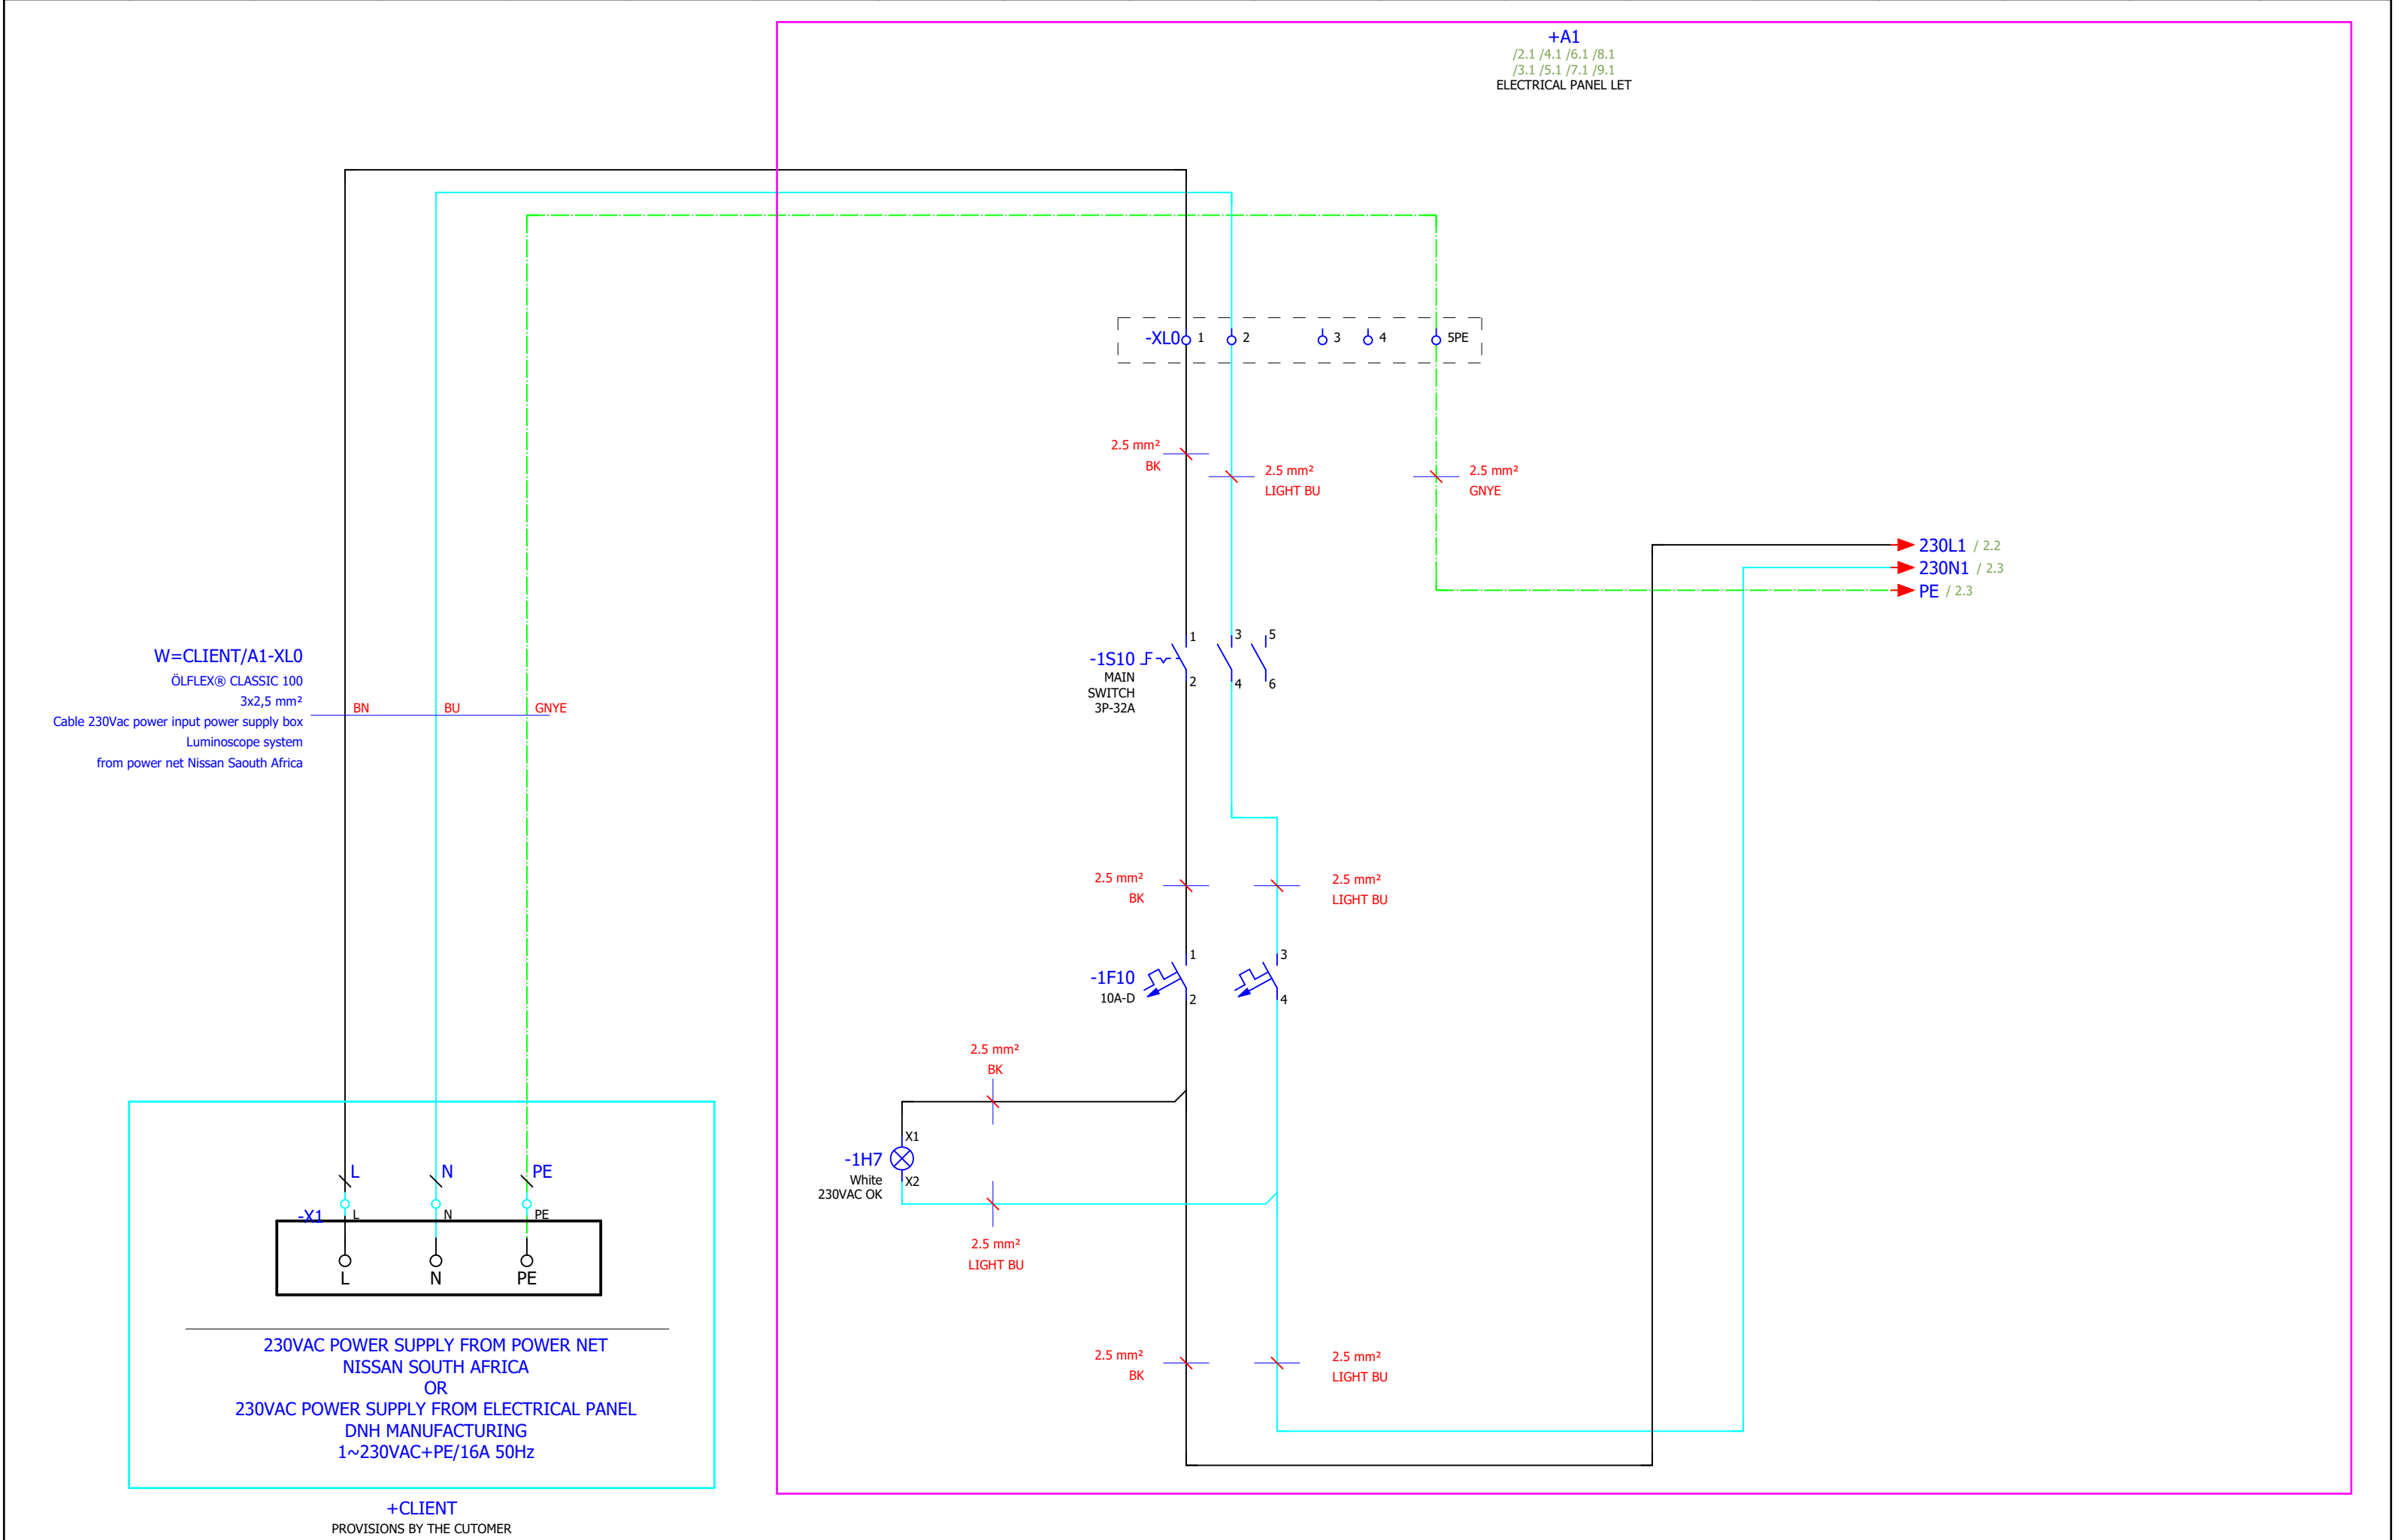 +A1
/2.1 /4.1 /6.1 /8.1
/3.1 /5.1 /7.1 /9.1
ELECTRICAL PANEL LET
-XL0 1 2 3 4 5PE
2.5 mm²
BK
2.5 mm²
LIGHT BU
2.5 mm²
GNYE
230L1 / 2.2
230N1 / 2.3
PE / 2.3
W=CLIENT/A1-XL0
ÖLFLEX® CLASSIC 100
3x2,5 mm²
Cable 230Vac power input power supply box
Luminoscope system
from power net Nissan Saouth Africa
BN BU GNYE
1 3 5
-1S10
MAIN
SWITCH
3P-32A
2 4 6
2.5 mm²
BK
2.5 mm²
LIGHT BU
1 3
-1F10
10A-D
2 4
2.5 mm²
BK
X1
-1H7
White
230VAC OK
X2
2.5 mm²
LIGHT BU
2.5 mm²
BK
2.5 mm²
LIGHT BU
L N PE
-X1 L N PE
L N PE
230VAC POWER SUPPLY FROM POWER NET
NISSAN SOUTH AFRICA
OR
230VAC POWER SUPPLY FROM ELECTRICAL PANEL
DNH MANUFACTURING
1~230VAC+PE/16A 50Hz
+CLIENT
PROVISIONS BY THE CUTOMER